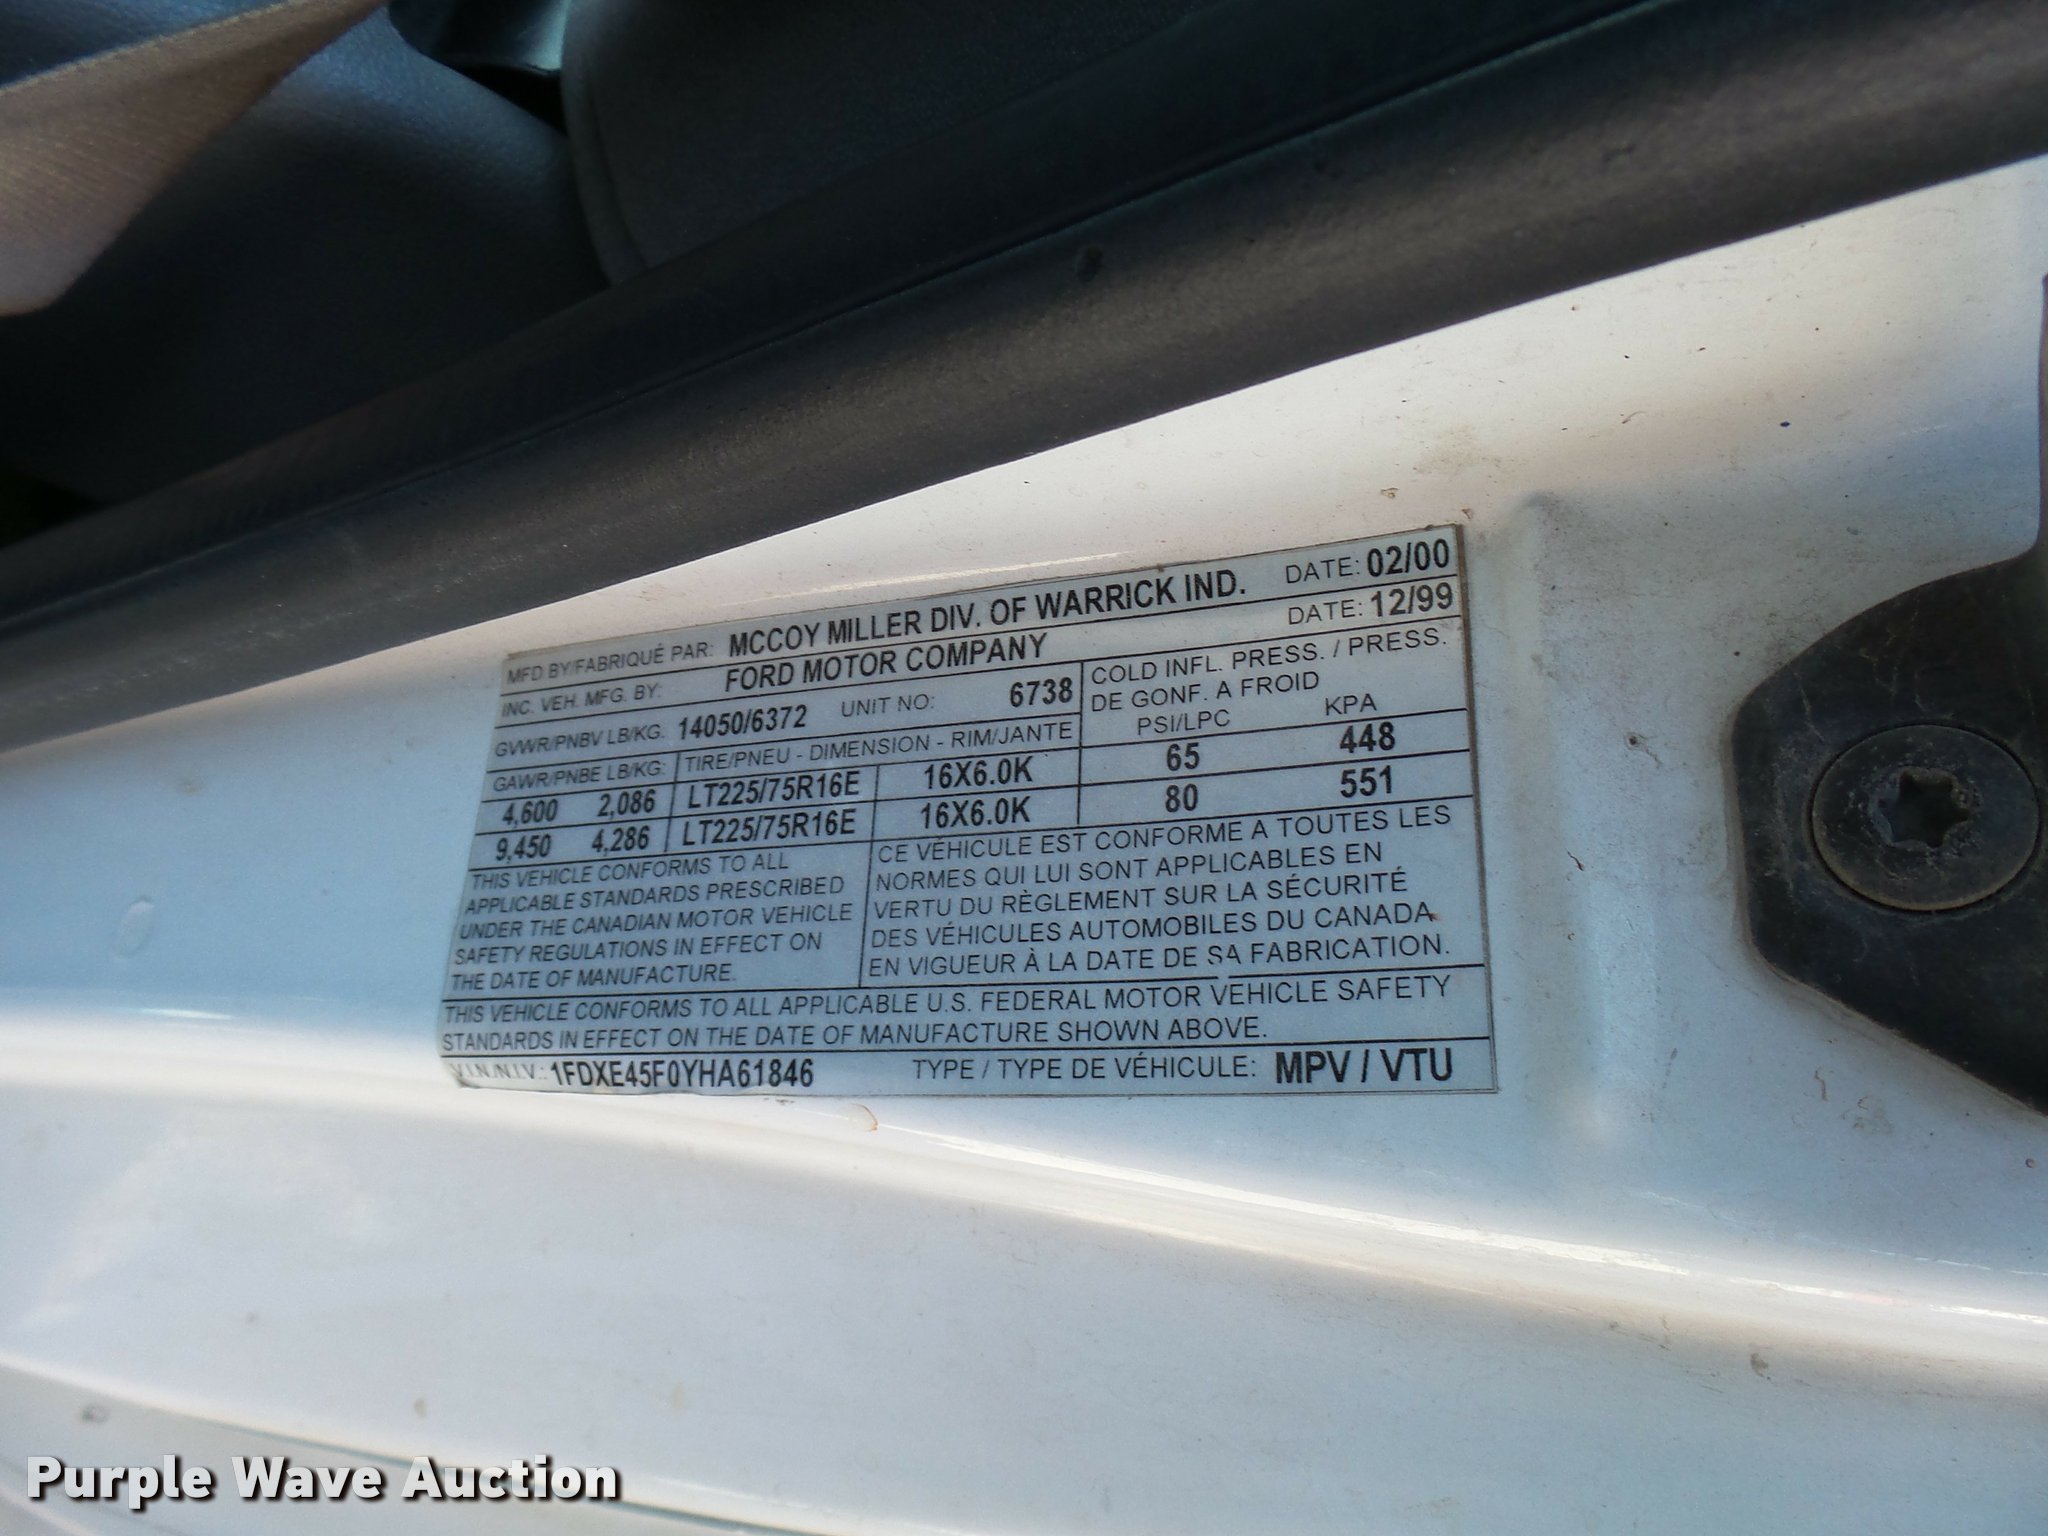 MFD BY/FABRIQUÉ PAR: MCCOY MILLER DIV. OF WARRICK IND. DATE: 02/00
INC. VEH. MFG. BY: FORD MOTOR COMPANY DATE: 12/99
GVWR/PNBV LB/KG. 14050/6372 UNIT NO: 6738
COLD INFL. PRESS. / PRESS.
DE GONF. A FROID
PSI/LPC KPA
GAWR/PNBE LB/KG: TIRE/PNEU - DIMENSION - RIM/JANTE
4,600 2,086 LT225/75R16E 16X6.0K 65 448
9,450 4,286 LT225/75R16E 16X6.0K 80 551
THIS VEHICLE CONFORMS TO ALL
APPLICABLE STANDARDS PRESCRIBED
UNDER THE CANADIAN MOTOR VEHICLE
SAFETY REGULATIONS IN EFFECT ON
THE DATE OF MANUFACTURE.
CE VÉHICULE EST CONFORME A TOUTES LES
NORMES QUI LUI SONT APPLICABLES EN
VERTU DU RÈGLEMENT SUR LA SÉCURITÉ
DES VÉHICULES AUTOMOBILES DU CANADA
EN VIGUEUR À LA DATE DE SA FABRICATION.
THIS VEHICLE CONFORMS TO ALL APPLICABLE U.S. FEDERAL MOTOR VEHICLE SAFETY
STANDARDS IN EFFECT ON THE DATE OF MANUFACTURE SHOWN ABOVE.
V.I.N./N.I.V.: 1FDXE45F0YHA61846 TYPE / TYPE DE VÉHICULE: MPV / VTU
Purple Wave Auction